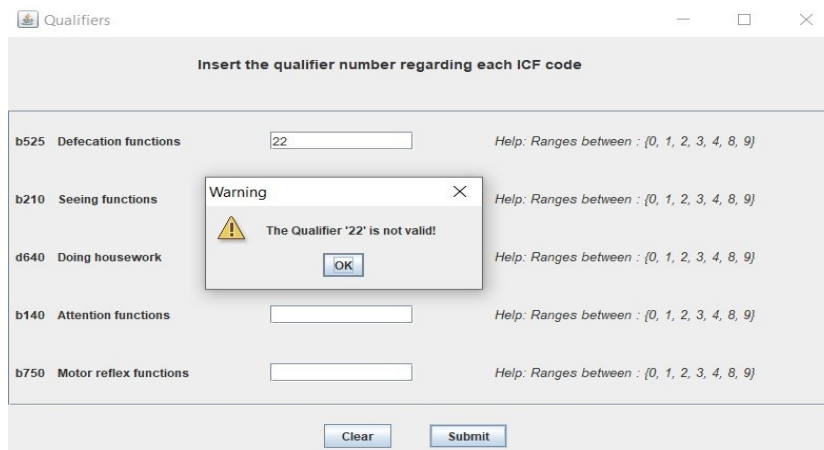 Qualifiers
Insert the qualifier number regarding each ICF code
b525 Defecation functions 22 Help: Ranges between : {0, 1, 2, 3, 4, 8, 9}
Warning
b210 Seeing functions Help: Ranges between : {0, 1, 2, 3, 4, 8, 9}
The Qualifier '22' is not valid!
d640 Doing housework Help: Ranges between : {0, 1, 2, 3, 4, 8, 9}
OK
b140 Attention functions Help: Ranges between : {0, 1, 2, 3, 4, 8, 9}
b750 Motor reflex functions Help: Ranges between : {0, 1, 2, 3, 4, 8, 9}
Clear Submit